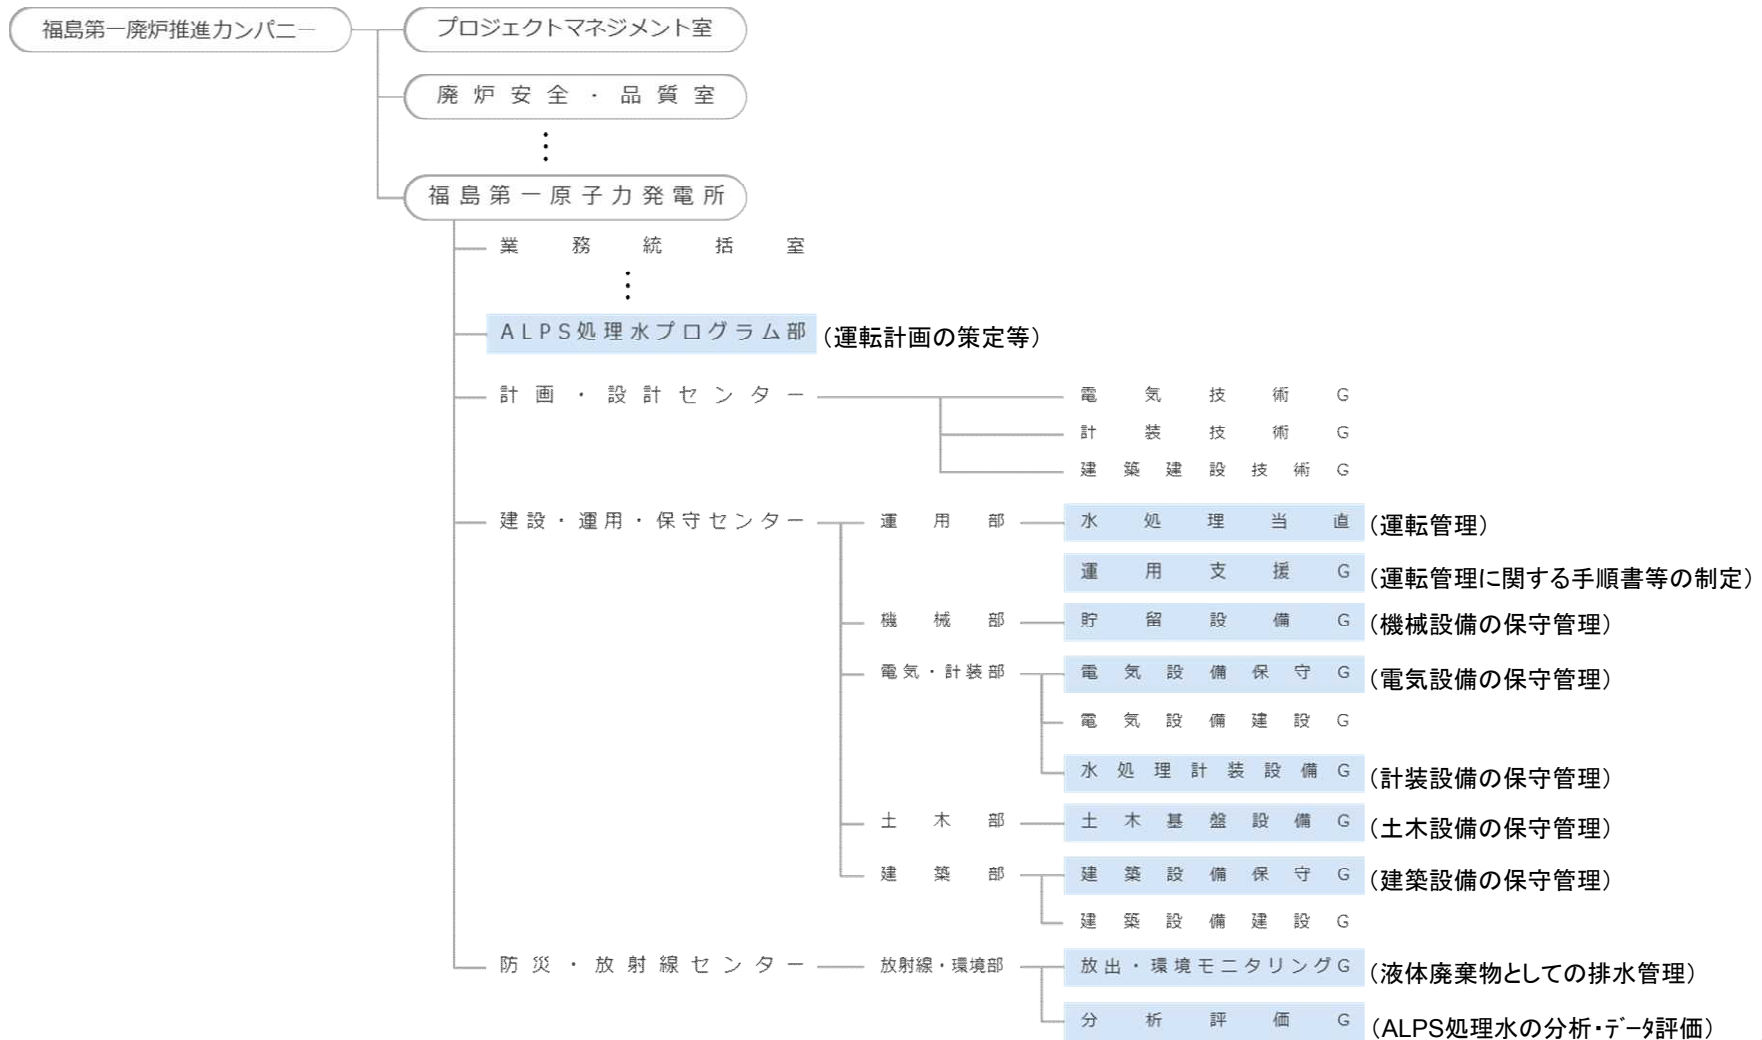 福島第一廃炉推進カンパニー
プロジェクトマネジメント室
廃炉安全・品質室
福島第一原子力発電所
業務統括室
ALPS処理水プログラム部 (運転計画の策定等)
計画・設計センター 電気技術G
計装技術G
建築建設技術G
建設・運用・保守センター 運用部 水処理当直 (運転管理)
運用支援G (運転管理に関する手順書等の制定)
機械部 貯留設備G (機械設備の保守管理)
電気・計装部 電気設備保守G (電気設備の保守管理)
電気設備建設G
水処理計装設備G (計装設備の保守管理)
土木部 土木基盤設備G (土木設備の保守管理)
建築部 建築設備保守G (建築設備の保守管理)
建築設備建設G
防災・放射線センター 放射線・環境部 放出・環境モニタリングG (液体廃棄物としての排水管理)
分析評価G (ALPS処理水の分析・ﾃﾞｰﾀ評価)